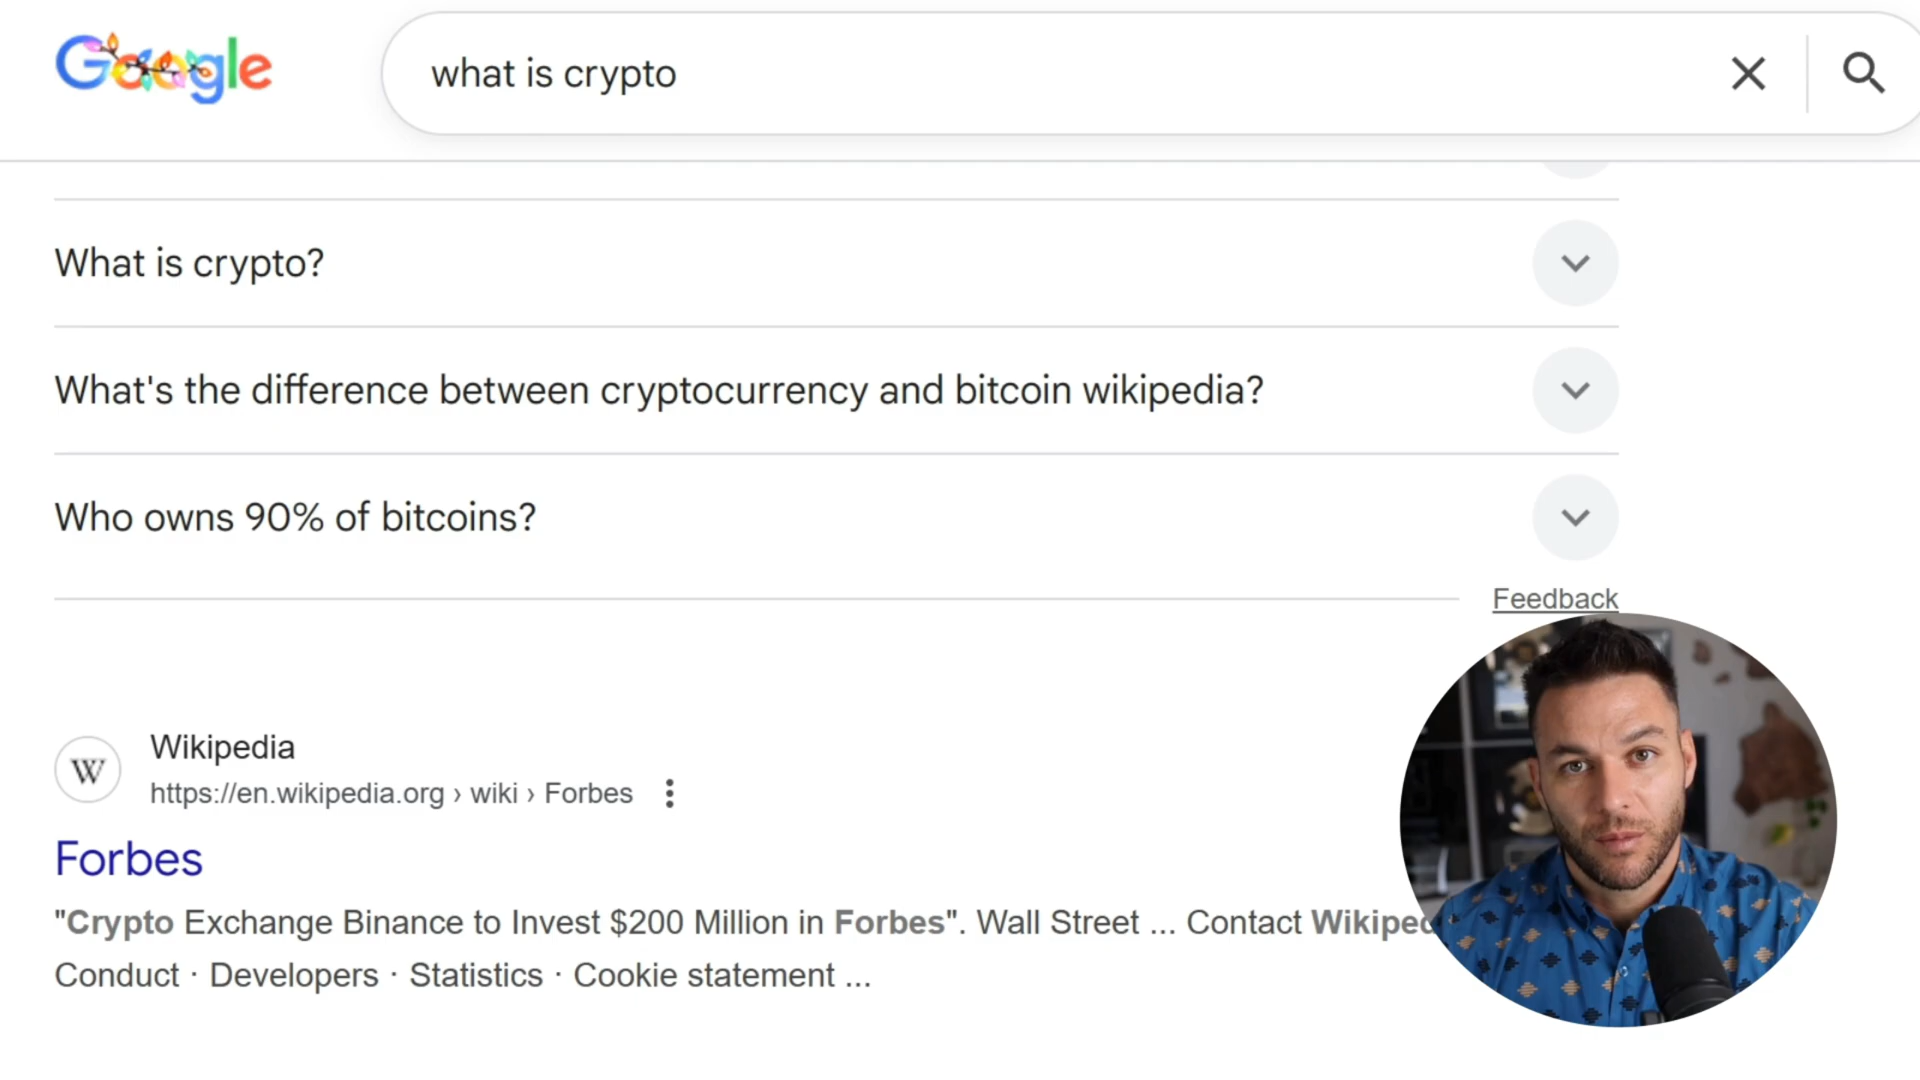 Google
what is crypto
What is crypto?
What's the difference between cryptocurrency and bitcoin wikipedia?
Who owns 90% of bitcoins?
Feedback
W
Wikipedia
https://en.wikipedia.org › wiki › Forbes
Forbes
"Crypto Exchange Binance to Invest $200 Million in Forbes". Wall Street ... Contact Wikiped
Conduct · Developers · Statistics · Cookie statement ...